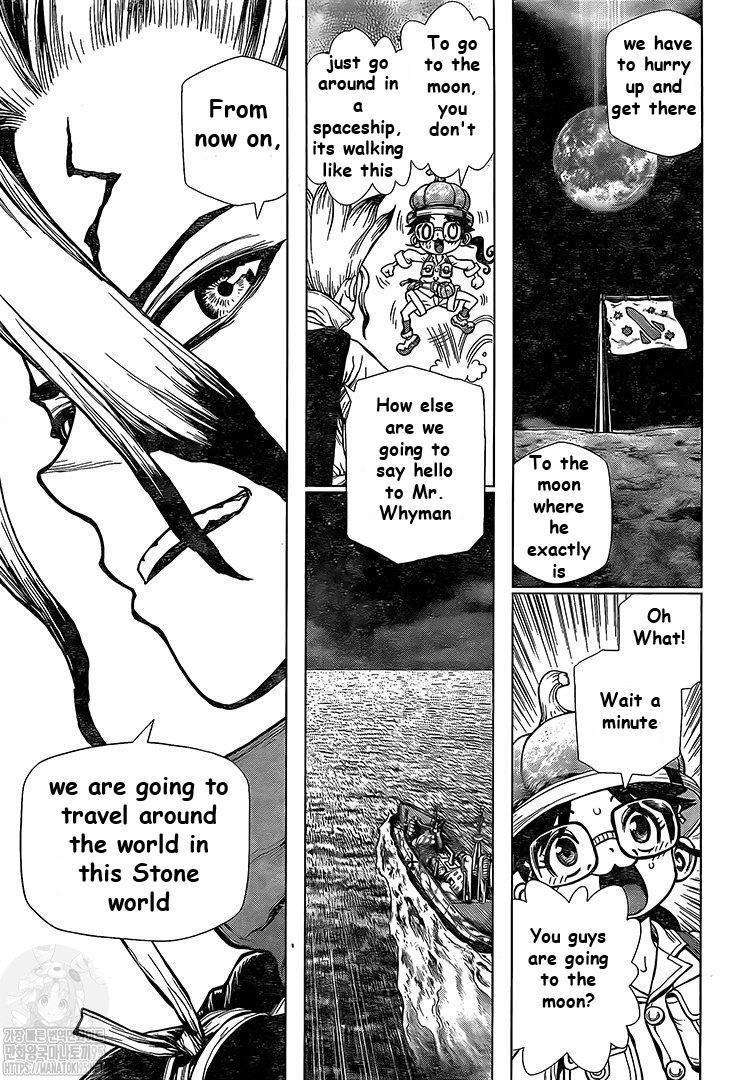 we have
to hurry
up and
get there
To the
moon
where
he
exactly
is
Oh
What!
Wait a
minute
You guys
are going
to the
moon?
To go
to the
moon,
you
don't
just go
around in
a
spaceship,
its walking
like this
How else
are we
going to
say hello
to Mr.
Whyman
From
now on,
we are going to
travel around
the world in
this Stone
world